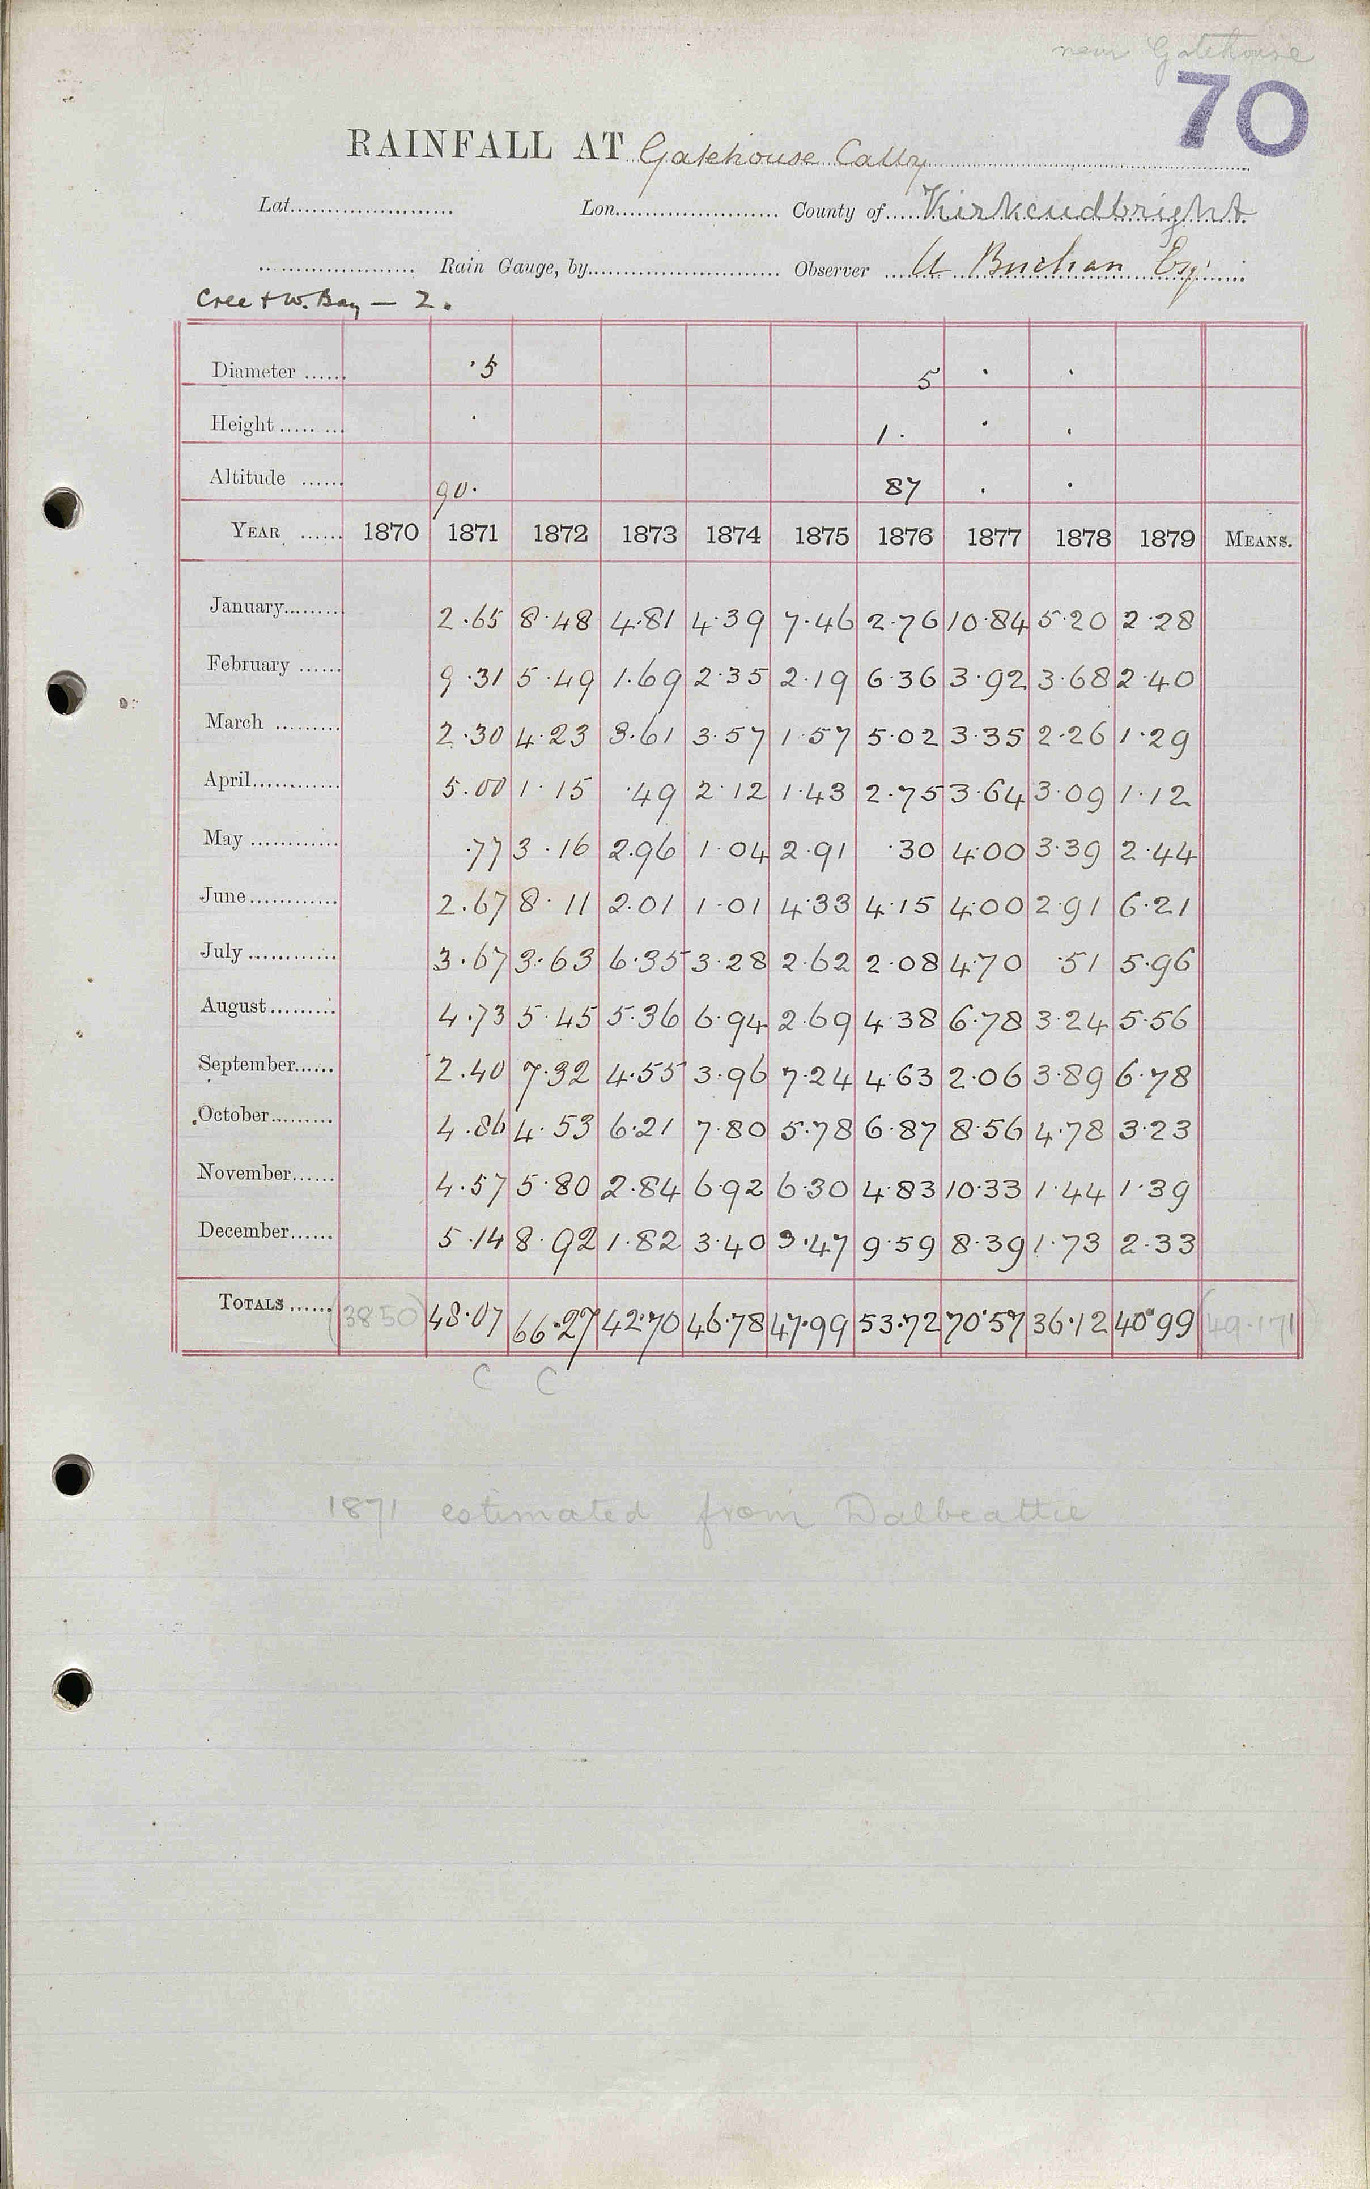 near Gatehouse
70
RAINFALL AT Gatehouse Cally
Lat. Lon. County of Kirkcudbright
Rain Gauge, by Observer A Buchan Esq
Cree & W. Bay — 2.
Diameter ...... ·5 5 · ·
Height ........ · 1. · ·
Altitude ...... 90. 87 . .
YEAR ...... 1870 1871 1872 1873 1874 1875 1876 1877 1878 1879 MEANS.
January......... 2.65 8.48 4.81 4.39 7.46 2.76 10.84 5.20 2.28
February ...... 9.31 5.49 1.69 2.35 2.19 6.36 3.92 3.68 2.40
March ......... 2.30 4.23 3.61 3.57 1.57 5.02 3.35 2.26 1.29
April............ 5.00 1.15 .49 2.12 1.43 2.75 3.64 3.09 1.12
May ............ .77 3.16 2.96 1.04 2.91 .30 4.00 3.39 2.44
June............ 2.67 8.11 2.01 1.01 4.33 4.15 4.00 2.91 6.21
July ............ 3.67 3.63 6.35 3.28 2.62 2.08 4.70 .51 5.96
August......... 4.73 5.45 5.36 6.94 2.69 4.38 6.78 3.24 5.56
September...... 2.40 7.32 4.55 3.96 7.24 4.63 2.06 3.89 6.78
October......... 4.86 4.53 6.21 7.80 5.78 6.87 8.56 4.78 3.23
November...... 4.57 5.80 2.84 6.92 6.30 4.83 10.33 1.44 1.39
December...... 5.14 8.92 1.82 3.40 3.47 9.59 8.39 1.73 2.33
TOTALS ...... (3850) 48.07 66.27 42.70 46.78 47.99 53.72 70.57 36.12 40.99 (49.171)
C C
1871 estimated from Dalbeattie